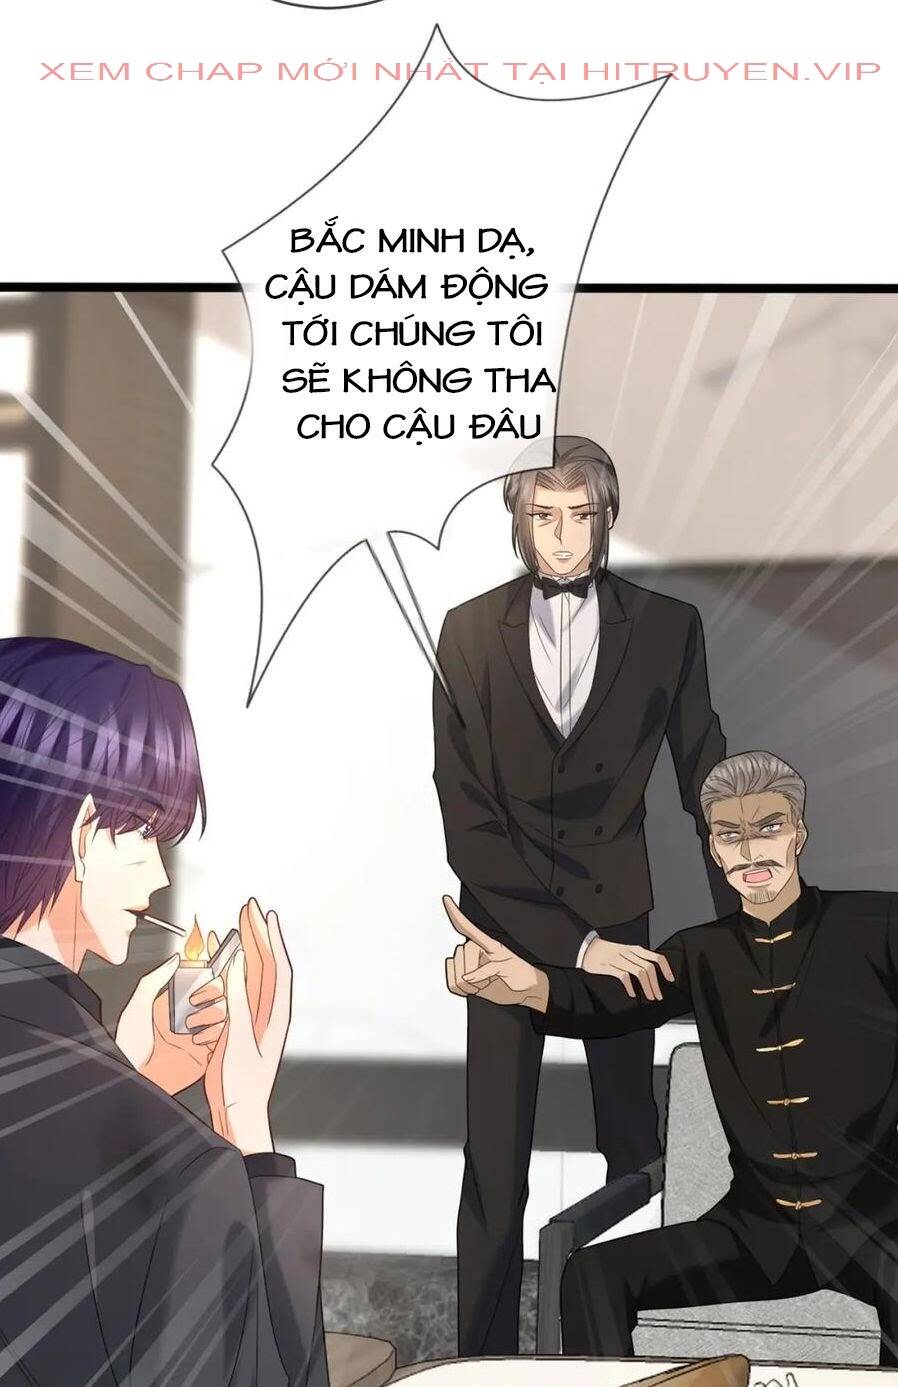 XEM CHAP MỚI NHẤT TẠI HITRUYEN.VIP
BẮC MINH DẠ,
CẬU DÁM ĐỘNG
TỚI CHÚNG TÔI
SẼ KHÔNG THA
CHO CẬU ĐÂU